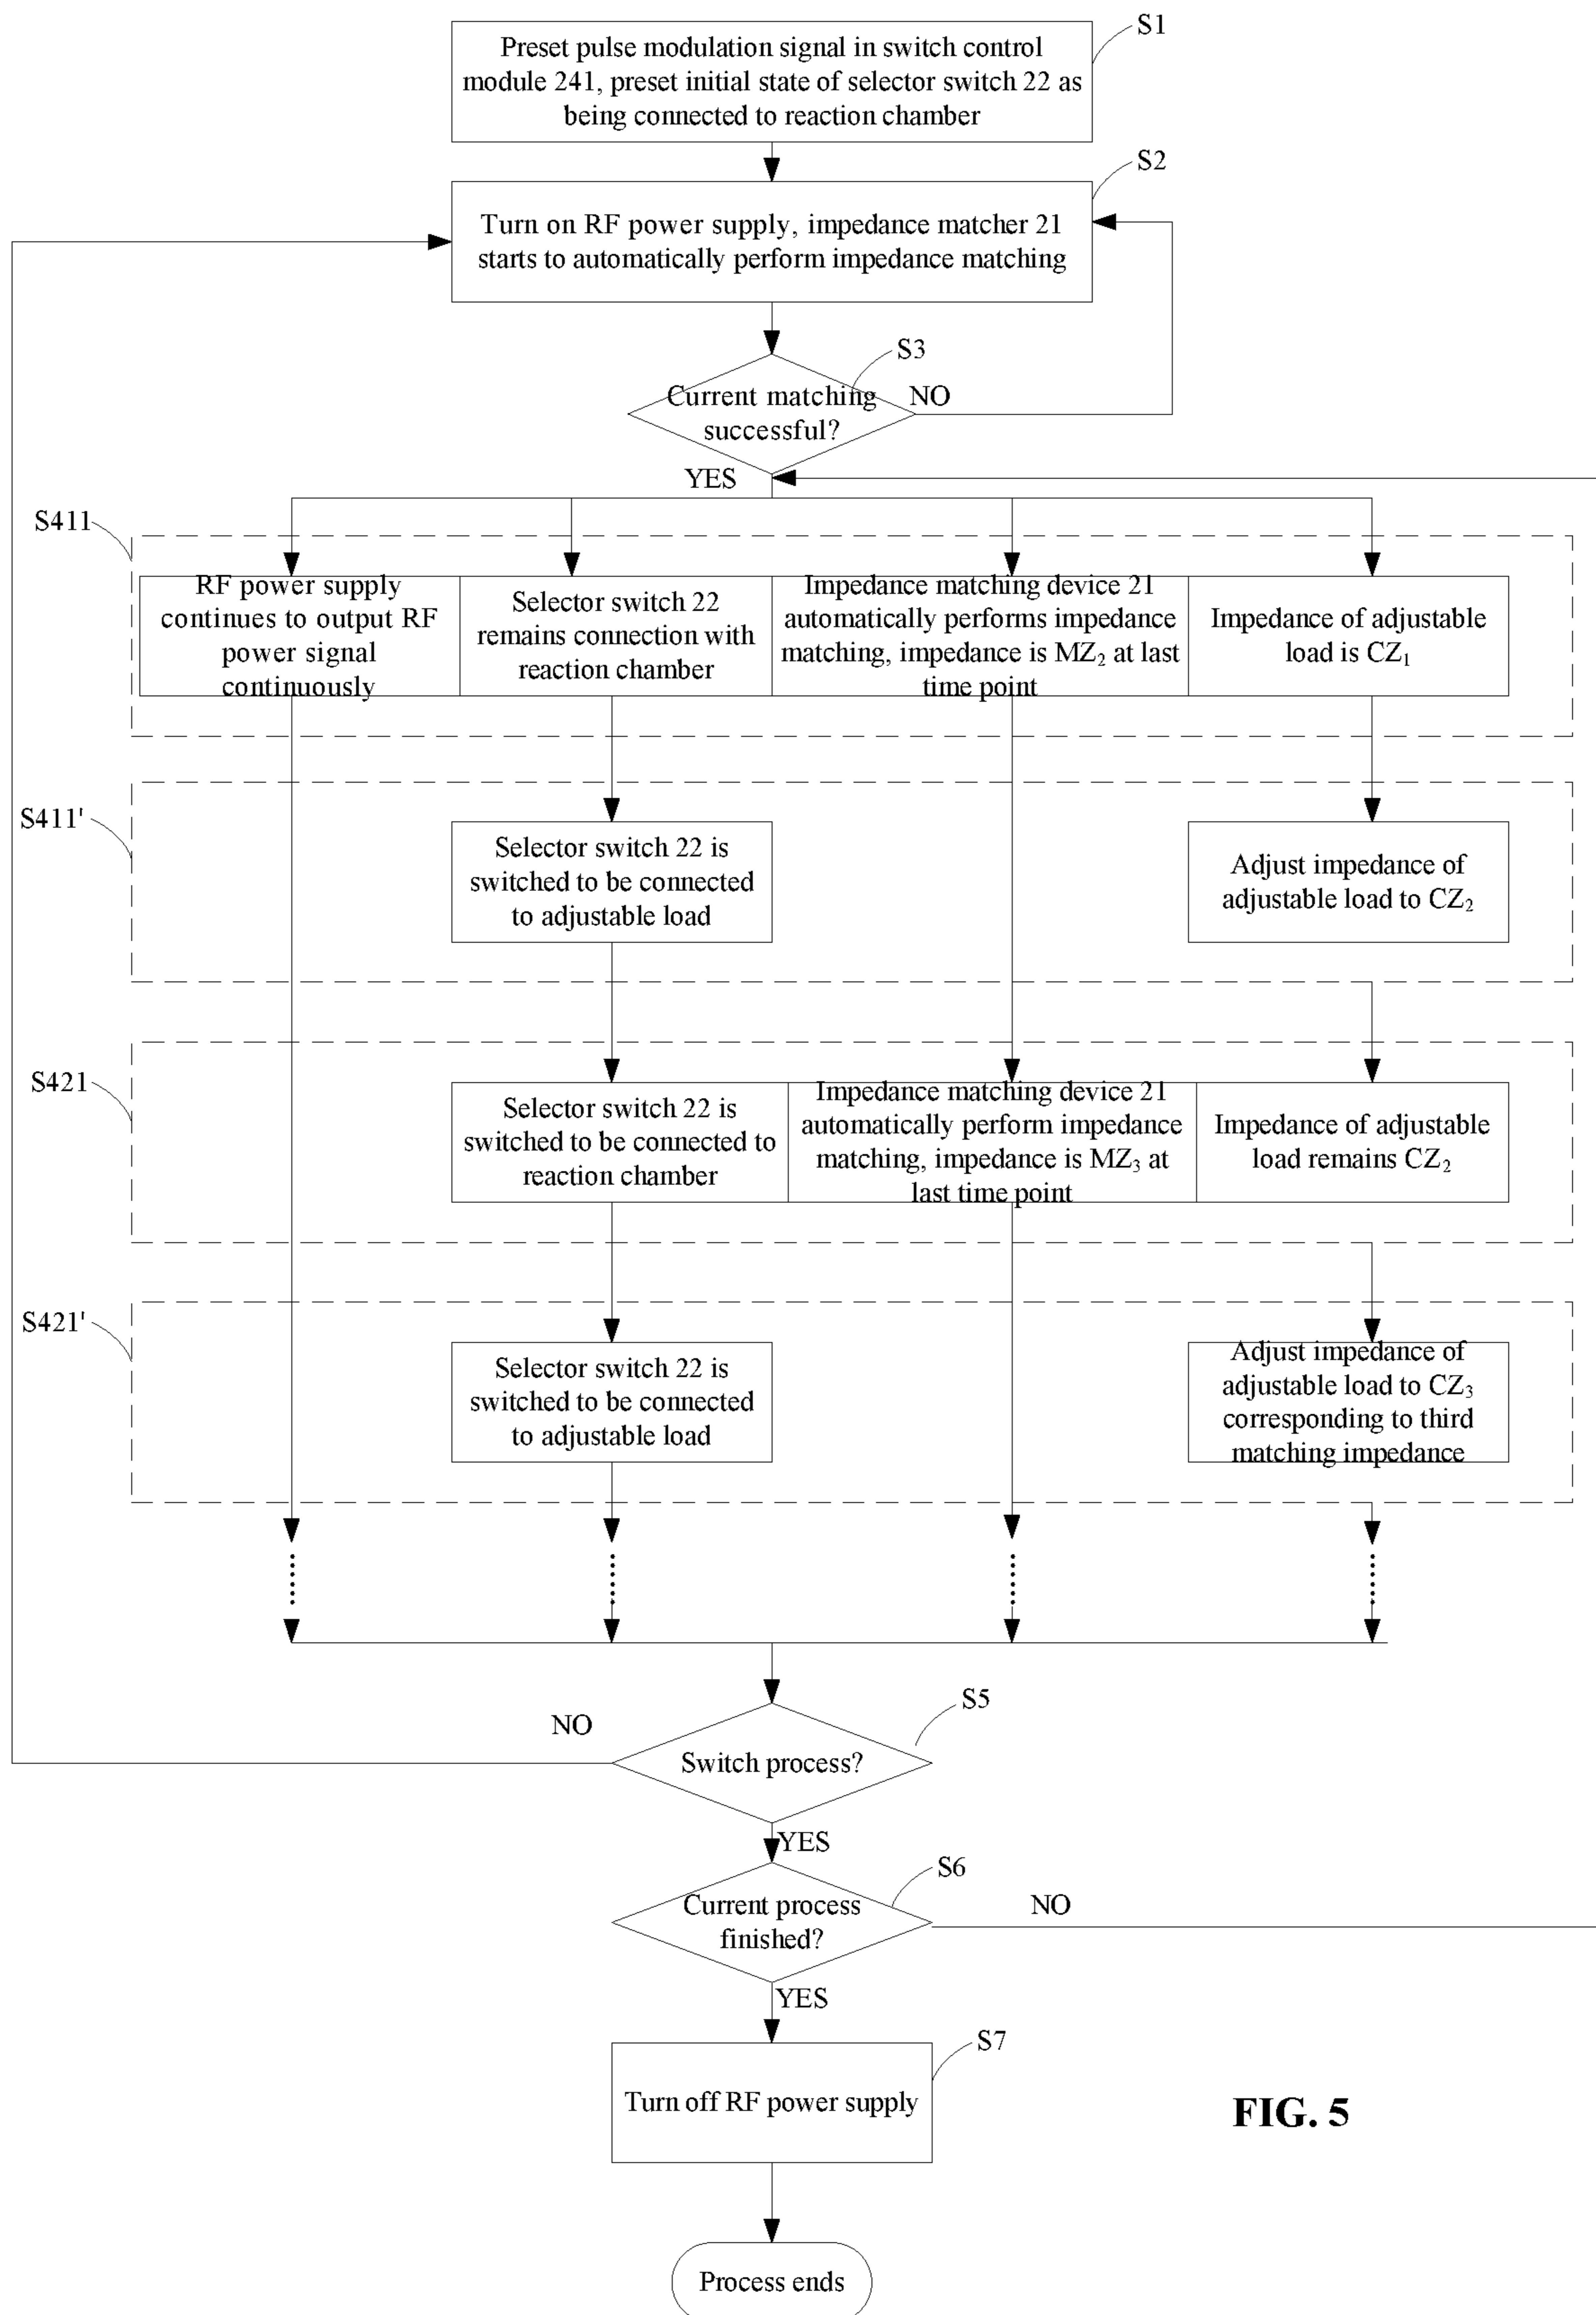 S1
Preset pulse modulation signal in switch control
module 241, preset initial state of selector switch 22 as
being connected to reaction chamber
S2
Turn on RF power supply, impedance matcher 21
starts to automatically perform impedance matching
S3
Current matching
successful?
NO
YES
S411
RF power supply
continues to output RF
power signal
continuously
Selector switch 22
remains connection with
reaction chamber
Impedance matching device 21
automatically performs impedance
matching, impedance is MZ₂ at last
time point
Impedance of adjustable
load is CZ₁
S411'
Selector switch 22 is
switched to be connected
to adjustable load
Adjust impedance of
adjustable load to CZ₂
S421
Selector switch 22 is
switched to be connected to
reaction chamber
Impedance matching device 21
automatically perform impedance
matching, impedance is MZ₃ at
last time point
Impedance of adjustable
load remains CZ₂
S421'
Selector switch 22 is
switched to be connected
to adjustable load
Adjust impedance of
adjustable load to CZ₃
corresponding to third
matching impedance
S5
NO
Switch process?
YES
S6
Current process
finished?
NO
YES
S7
Turn off RF power supply
FIG. 5
Process ends